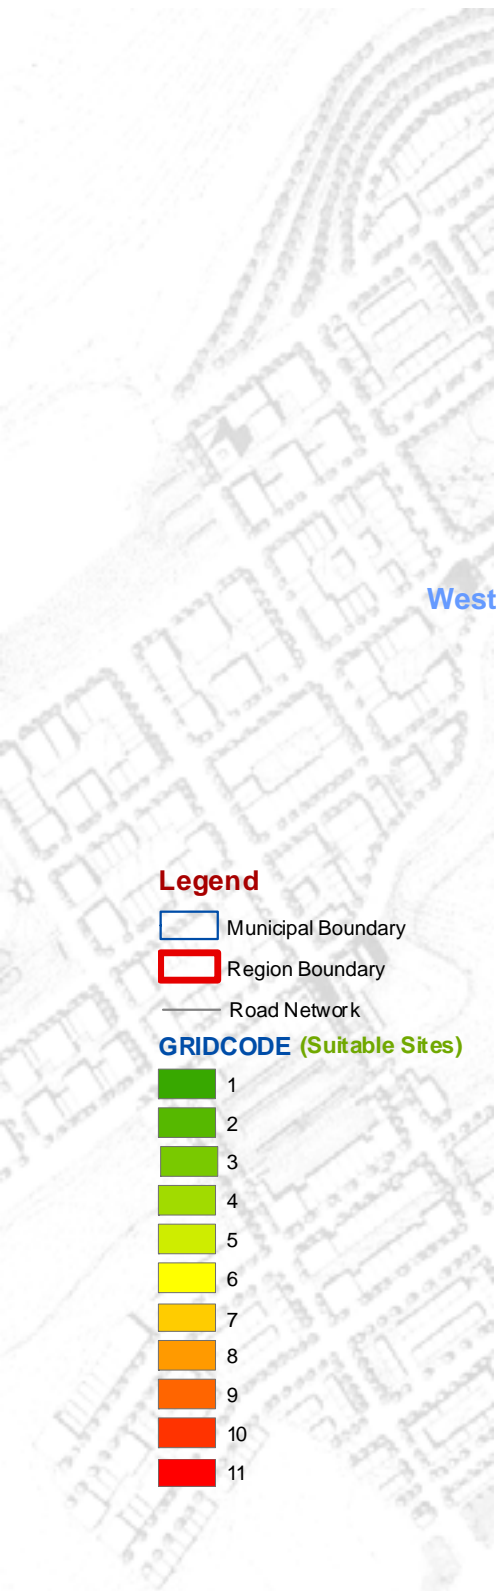 West
Legend
Municipal Boundary
Region Boundary
Road Network
GRIDCODE (Suitable Sites)
1
2
3
4
5
6
7
8
9
10
11